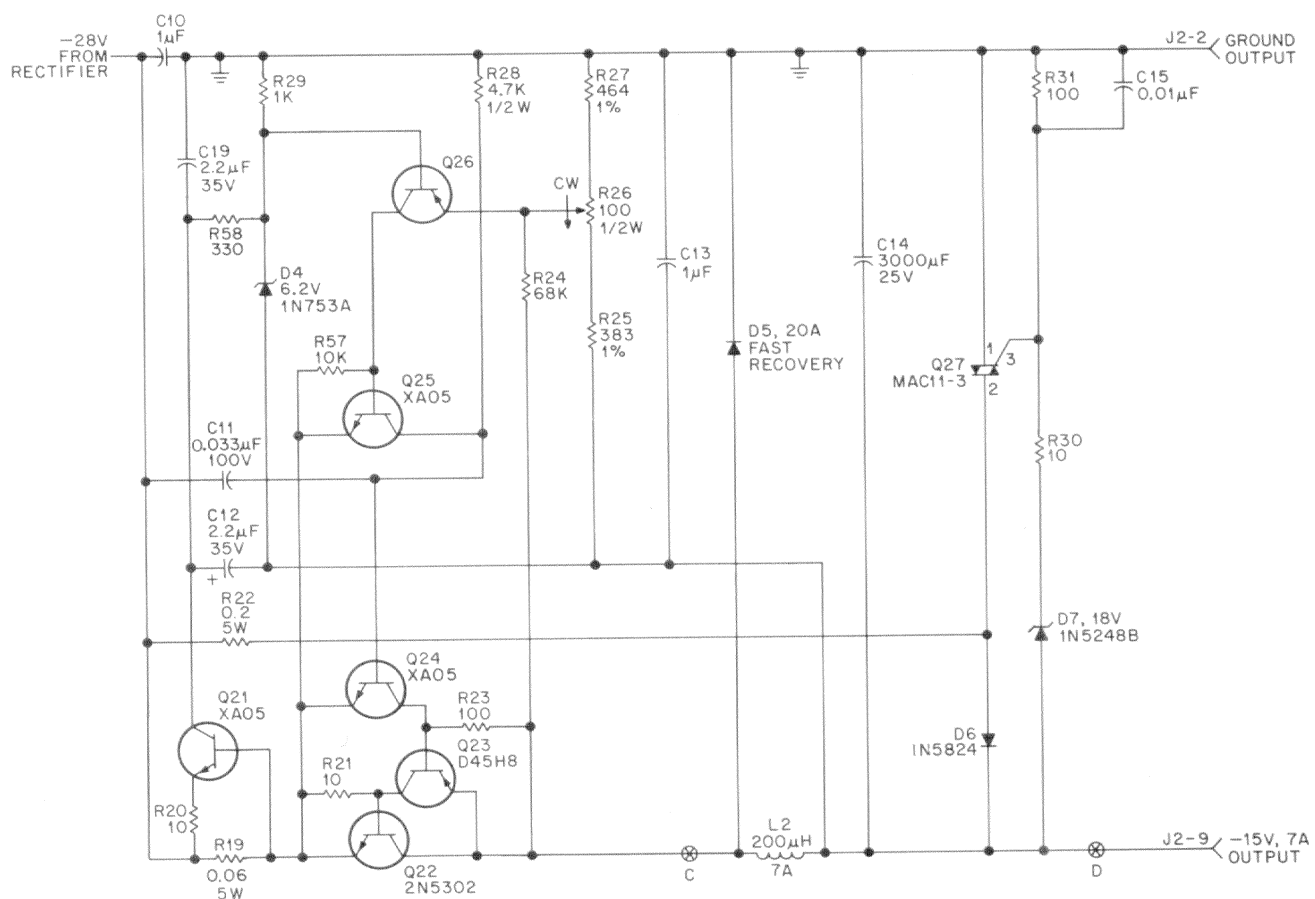 -28V
FROM
RECTIFIER
C10
1µF
J2-2
GROUND
OUTPUT
R29
1K
R28
4.7K
1/2W
R27
464
1%
R31
100
C15
0.01µF
C19
2.2µF
35V
Q26
CW
R26
100
1/2W
R58
330
C13
1µF
C14
3000µF
25V
D4
6.2V
1N753A
R24
68K
R25
383
1%
D5, 20A
FAST
RECOVERY
R57
10K
Q27
MAC11-3
1
3
2
Q25
XA05
C11
0.033µF
100V
R30
10
C12
2.2µF
35V
+
R22
0.2
5W
D7, 18V
1N5248B
Q24
XA05
Q21
XA05
R23
100
Q23
D45H8
D6
1N5824
R21
10
R20
10
R19
0.06
5W
Q22
2N5302
C
L2
200µH
7A
D
J2-9
-15V, 7A
OUTPUT